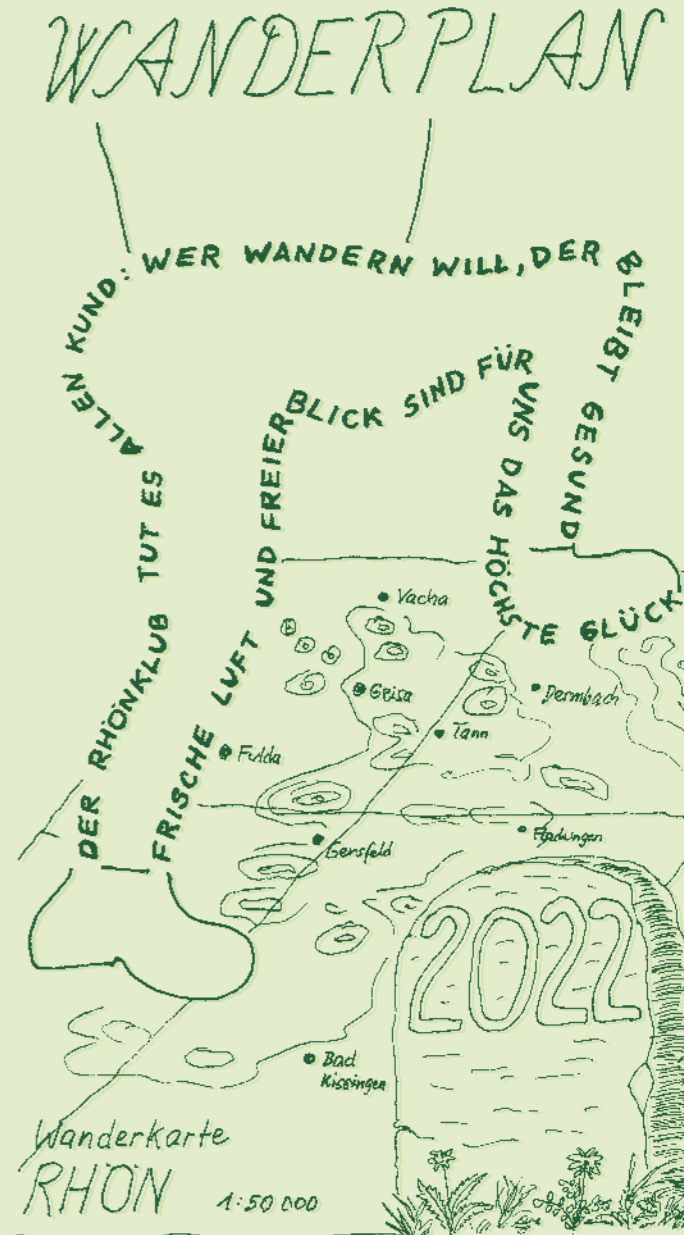 WANDERPLAN
DER RHÖNKLUB TUT ES ALLEN KUND: WER WANDERN WILL, DER BLEIBT GESUND
FRISCHE LUFT UND FREIER BLICK SIND FÜR UNS DAS HÖCHSTE GLÜCK
Vacha
Geisa
Dermbach
Tann
Fulda
Fladungen
Gersfeld
2022
Bad
Kissingen
Wanderkarte
RHÖN 1:50 000